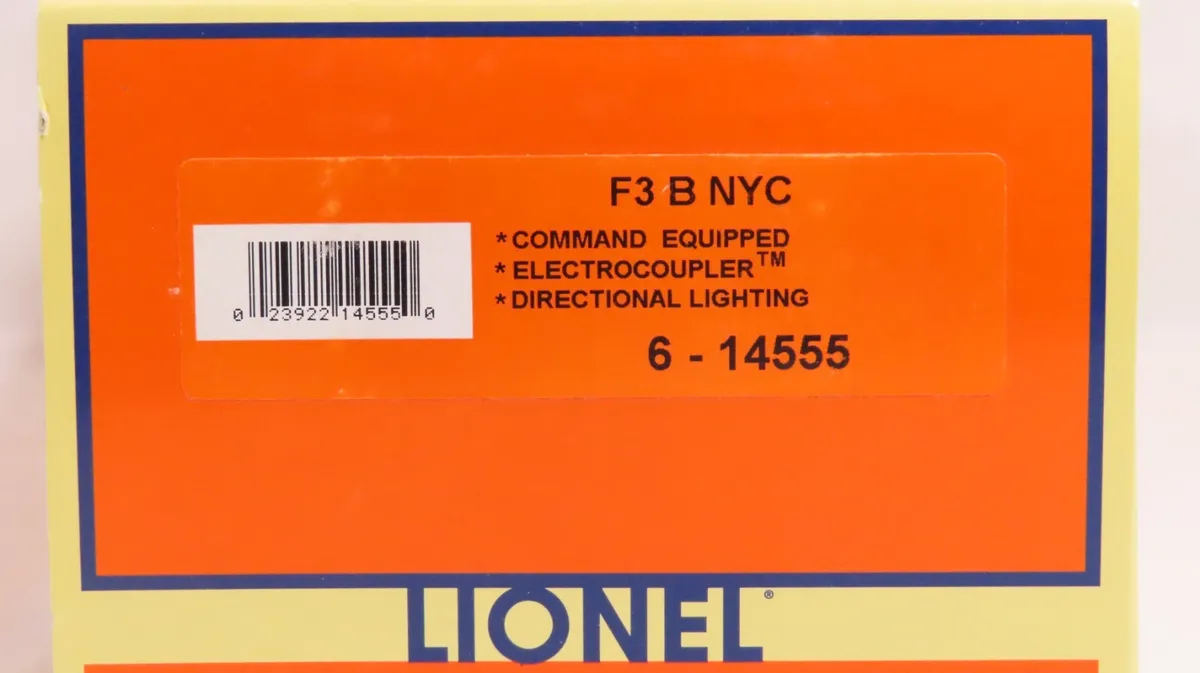 F3 B NYC
*COMMAND EQUIPPED
*ELECTROCOUPLER™
*DIRECTIONAL LIGHTING
0 23922 14555 0
6 - 14555
LIONEL®